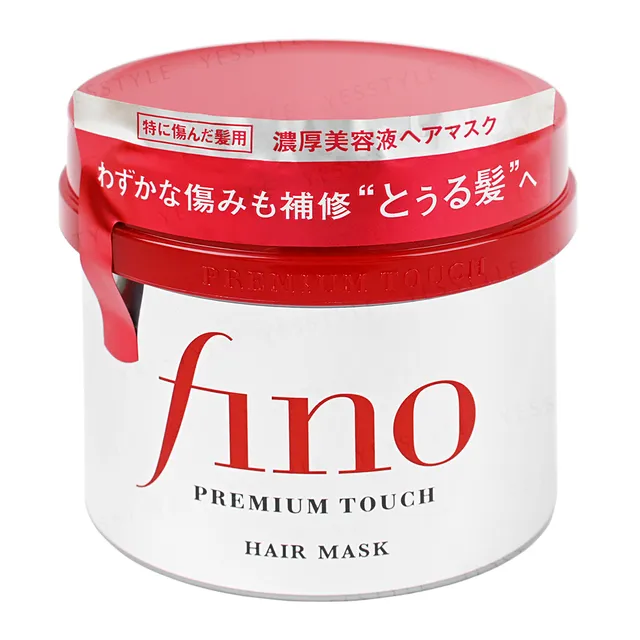 YESSTYLE
特に傷んだ髪用 濃厚美容液ヘアマスク
わずかな傷みも補修“とぅる髪”へ
PREMIUM TOUCH
fino
PREMIUM TOUCH
HAIR MASK